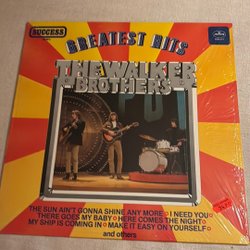 SUCCESS
GREATEST HITS
THE WALKER
BROTHERS
THE SUN AIN'T GONNA SHINE ANY MORE · I NEED YOU ·
THERE GOES MY BABY · HERE COMES THE NIGHT
MY SHIP IS COMING IN · MAKE IT EASY ON YOURSELF
and others